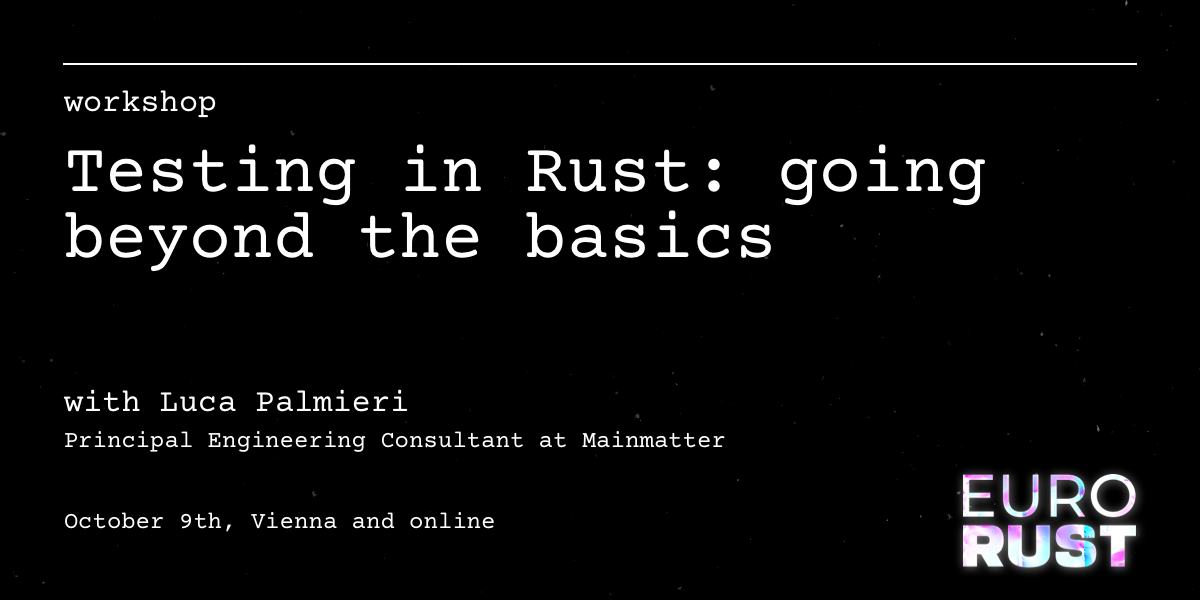 workshop
Testing in Rust: going
beyond the basics
with Luca Palmieri
Principal Engineering Consultant at Mainmatter
October 9th, Vienna and online
EURO
RUST